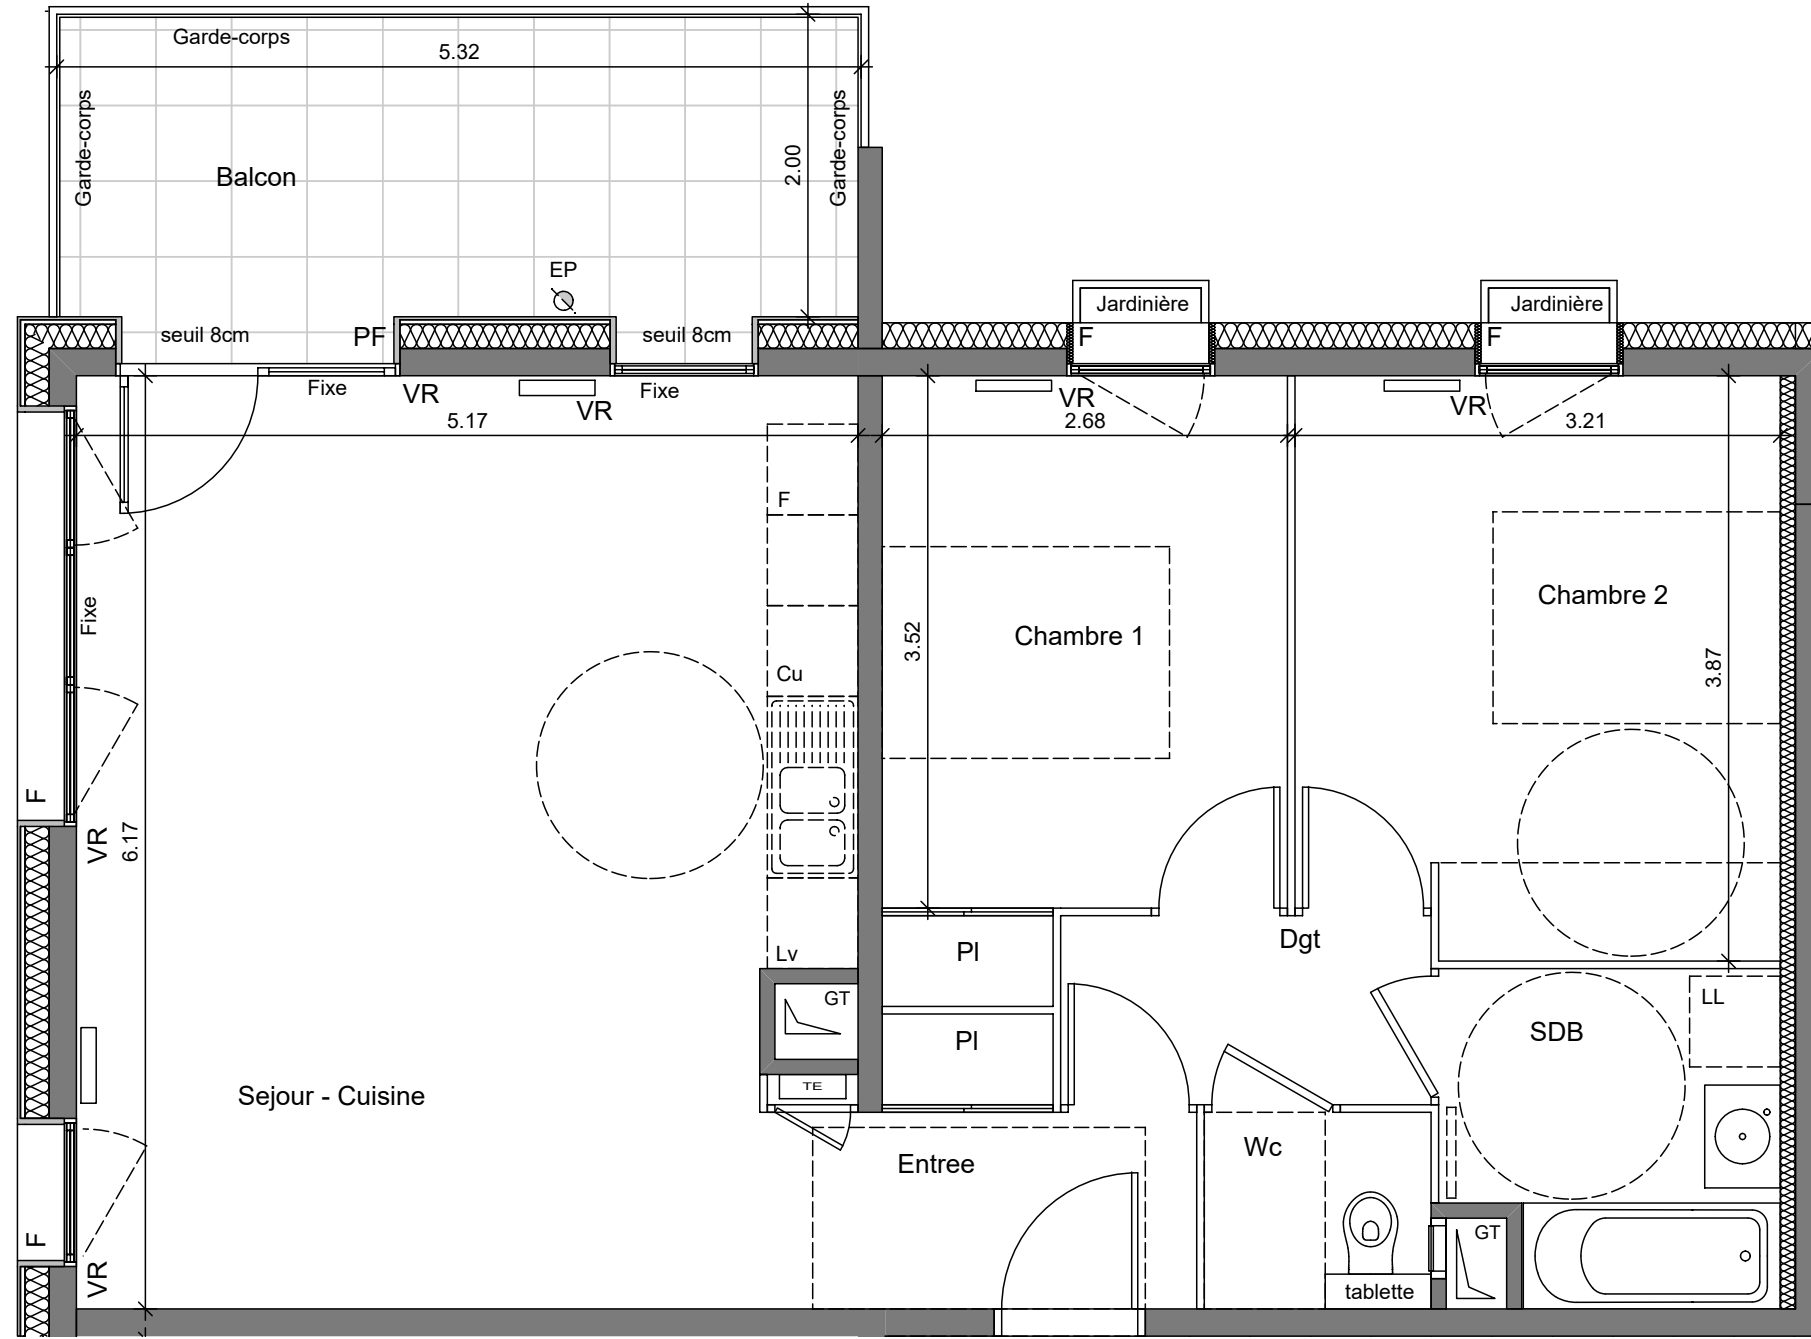 Garde-corps
5.32
Garde-corps
Garde-corps
2.00
Balcon
EP
seuil 8cm
PF
seuil 8cm
Jardinière
F
Jardinière
F
Fixe
VR
VR
Fixe
VR
VR
5.17
2.68
3.21
F
Fixe
Cu
Chambre 1
3.52
Chambre 2
3.87
F
VR
6.17
Lv
GT
Pl
Dgt
Pl
LL
SDB
TE
Sejour - Cuisine
Entree
Wc
F
VR
GT
tablette